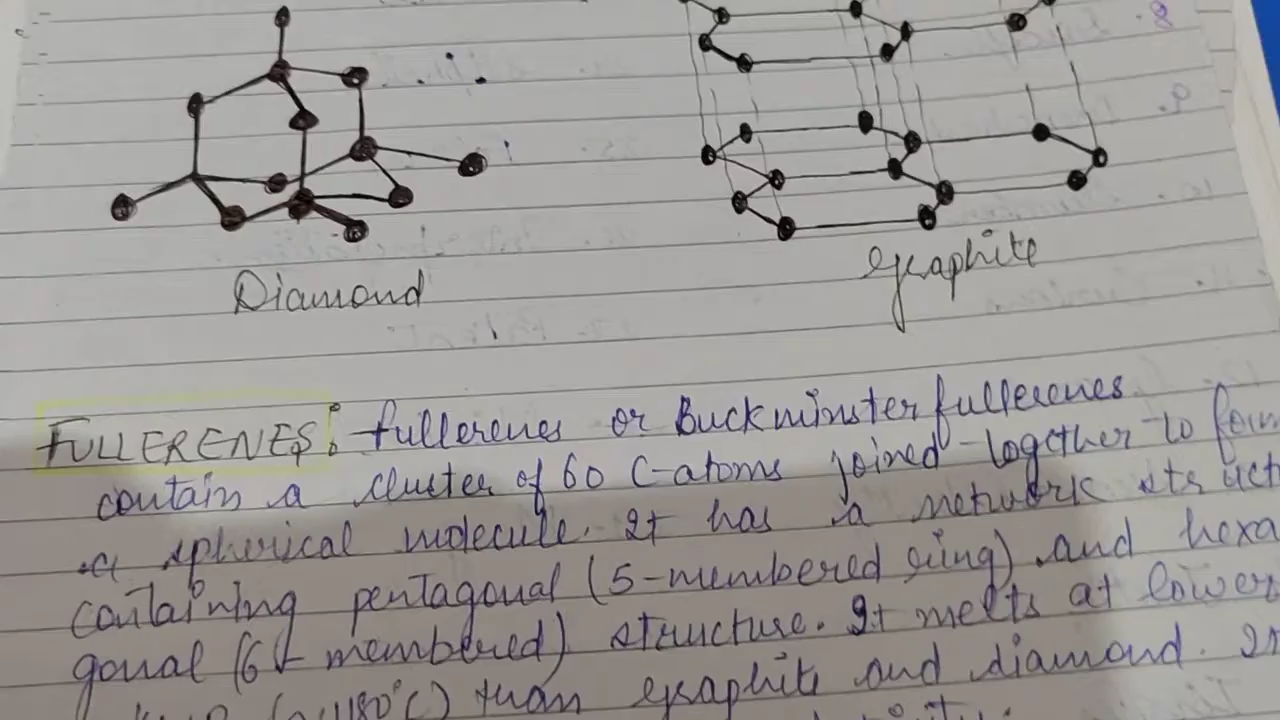 Diamond
Graphite
FULLERENES: fullerenes or Buckminster fullerenes
contain a cluster of 60 C-atoms joined together to form
a spherical molecule. It has a network
containing pentagonal (5-membered ring) and hexa
gonal (6-membered) structure. It melts at lower
1180°C) than graphite and diamond. It